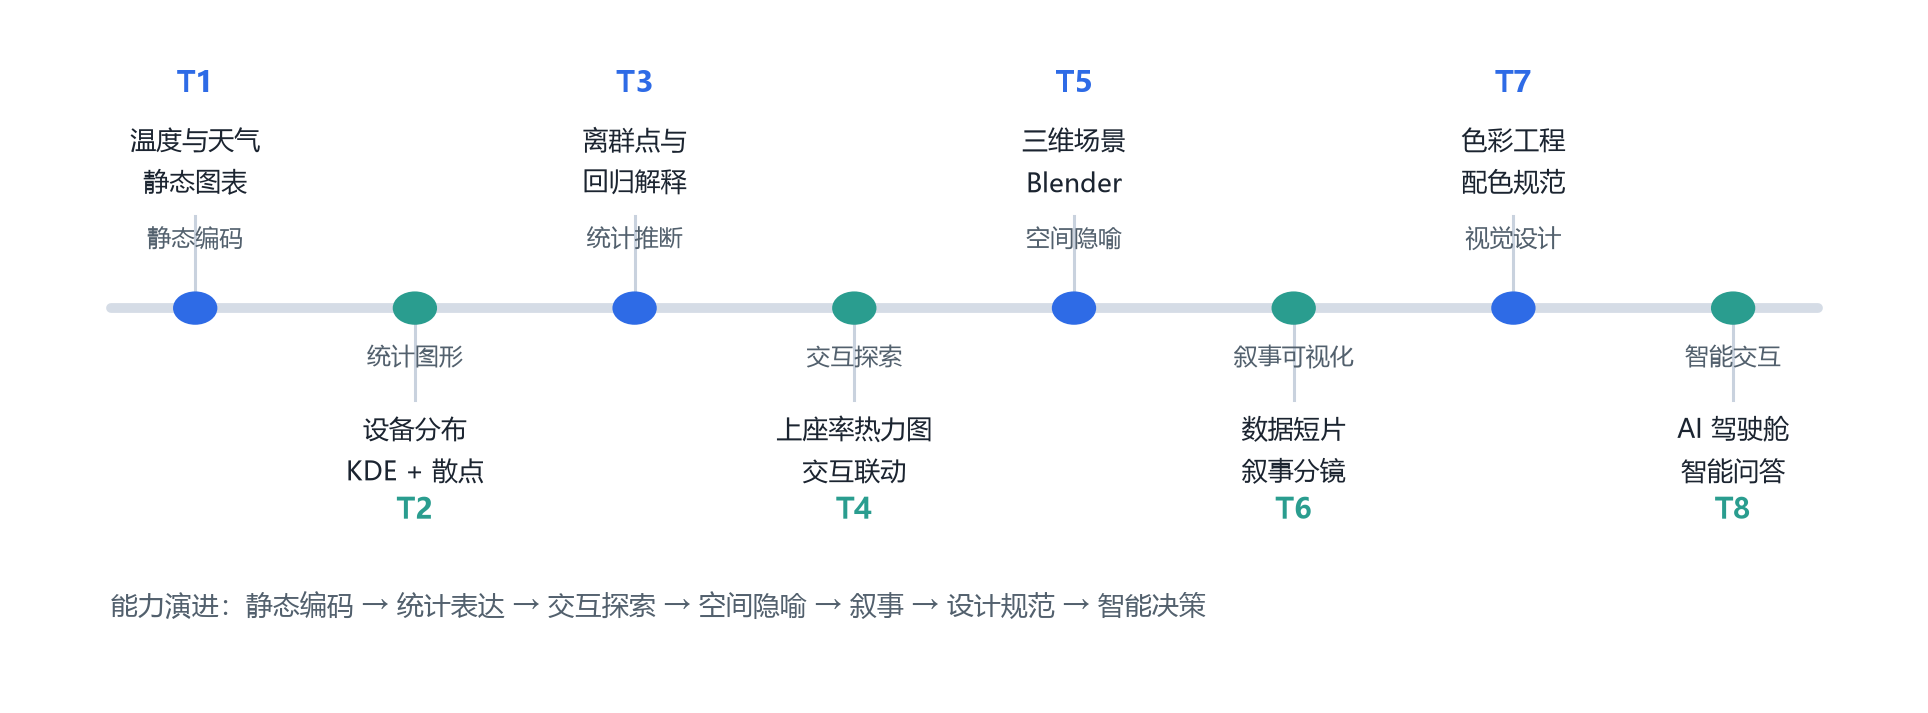 T1
温度与天气
静态图表
静态编码
T3
离群点与
回归解释
统计推断
T5
三维场景
Blender
空间隐喻
T7
色彩工程
配色规范
视觉设计
统计图形
设备分布
KDE + 散点
T2
交互探索
上座率热力图
交互联动
T4
叙事可视化
数据短片
叙事分镜
T6
智能交互
AI 驾驶舱
智能问答
T8
能力演进：静态编码 → 统计表达 → 交互探索 → 空间隐喻 → 叙事 → 设计规范 → 智能决策